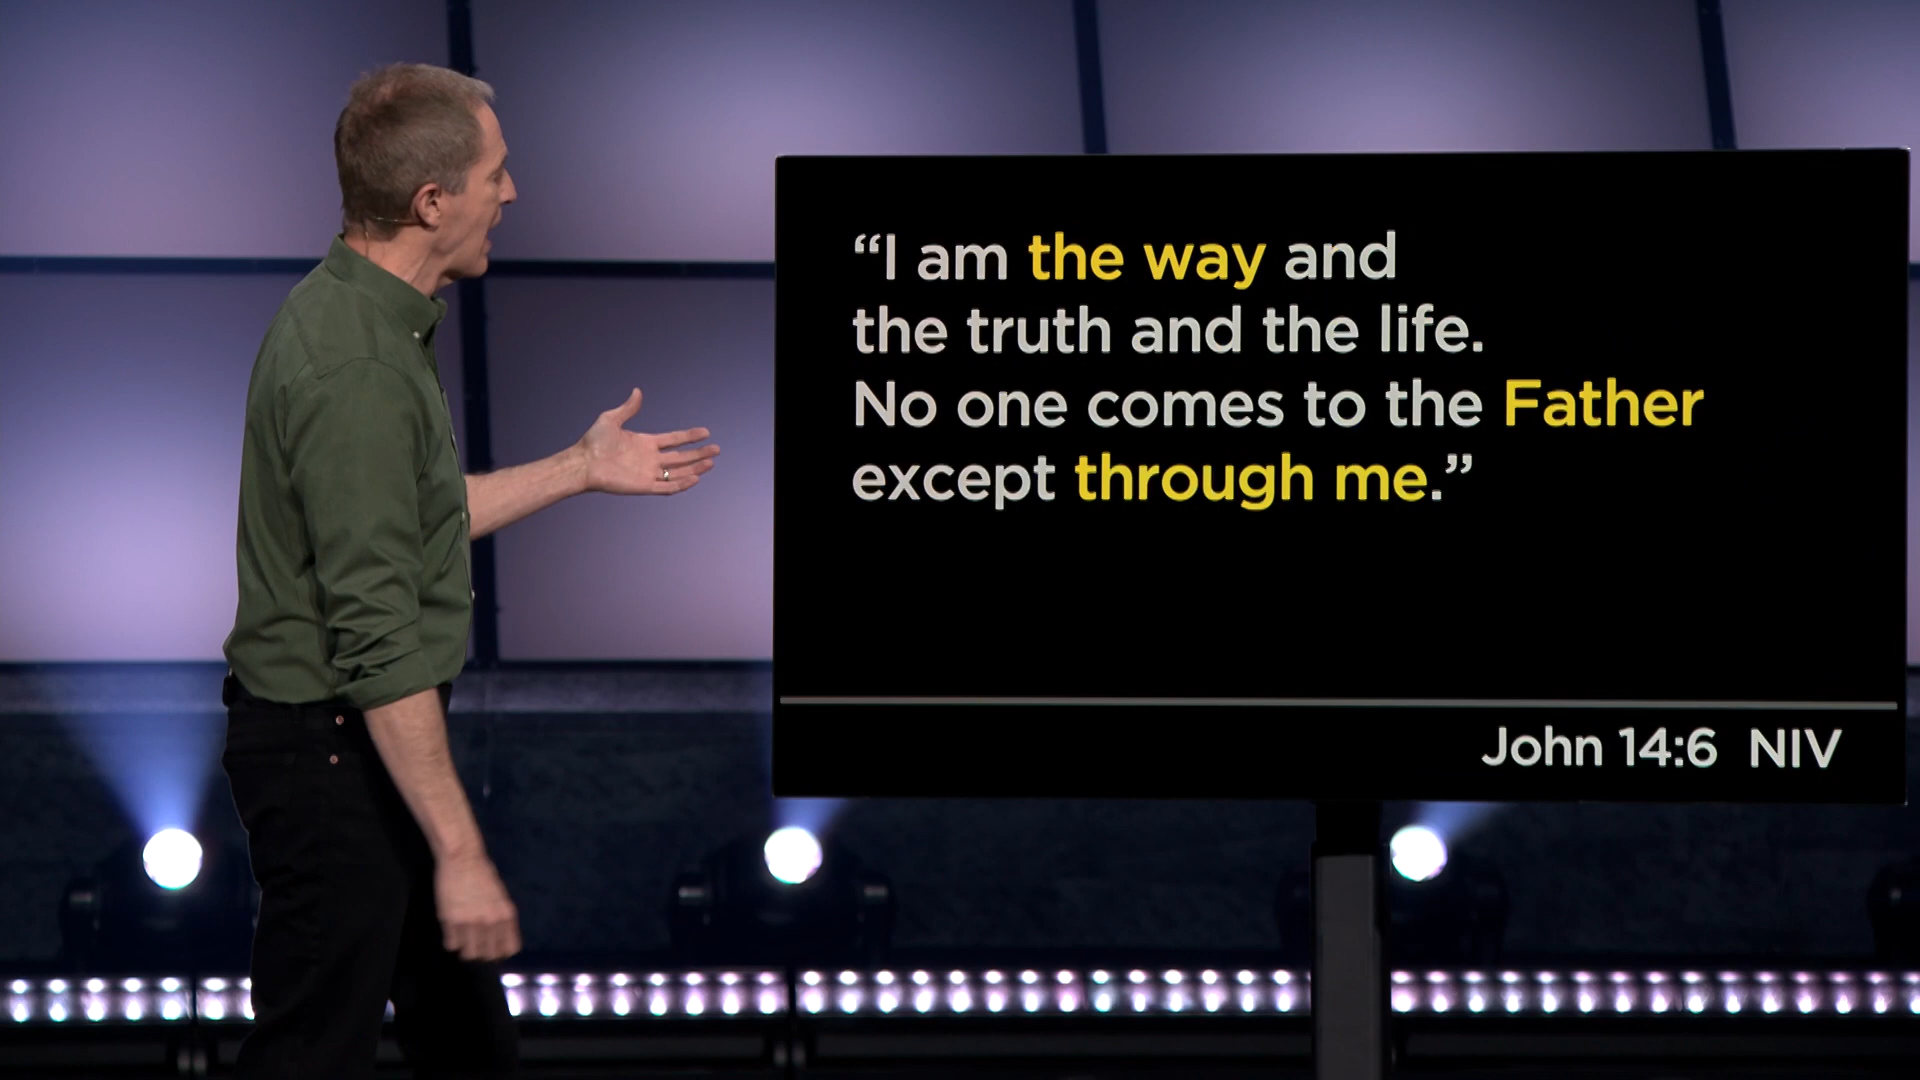 “I am the way and
the truth and the life.
No one comes to the Father
except through me.”
John 14:6 NIV